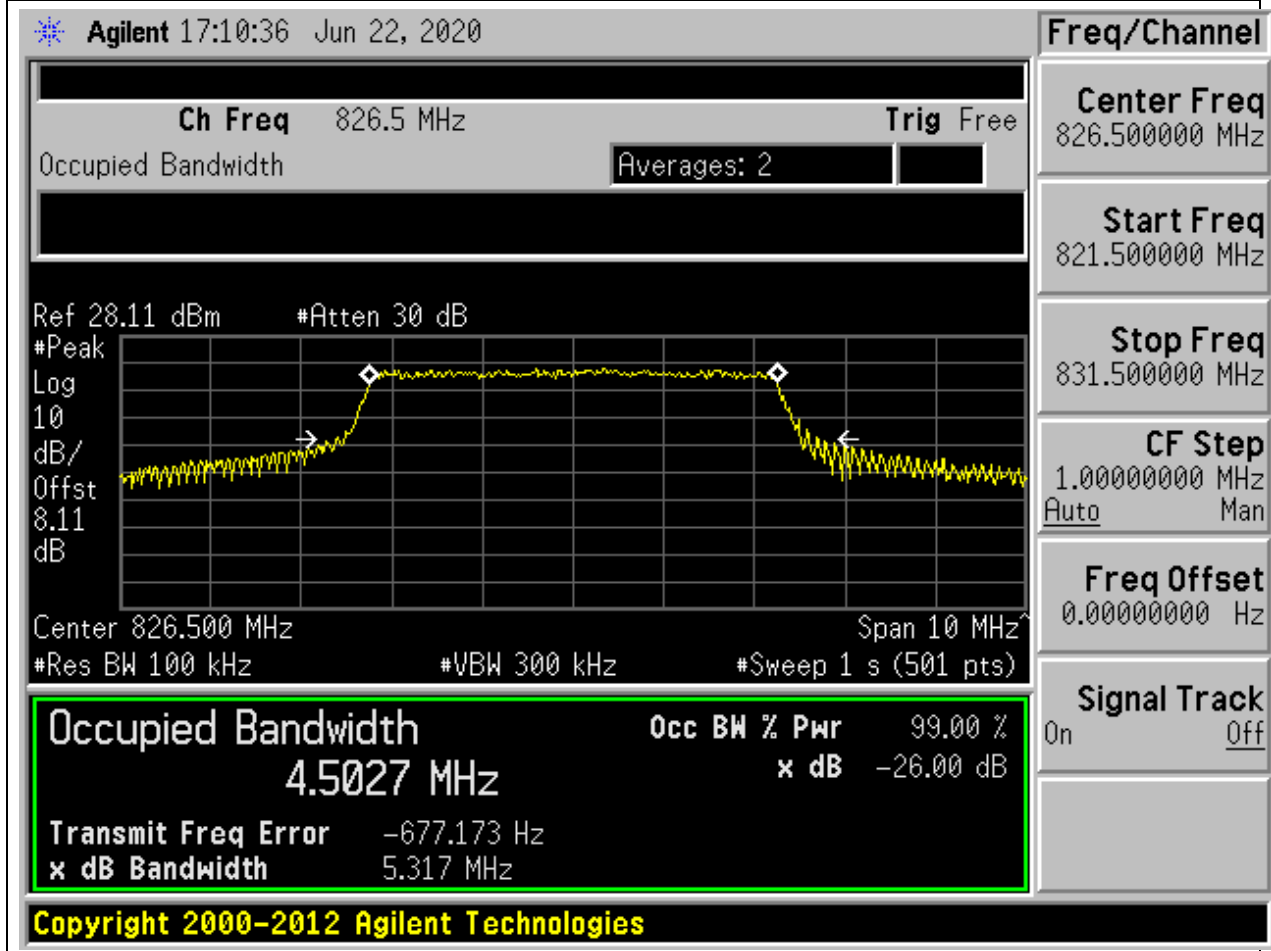 Agilent 17:10:36 Jun 22, 2020
Freq/Channel
Ch Freq 826.5 MHz Trig Free
Occupied Bandwidth Averages: 2
Ref 28.11 dBm #Atten 30 dB
#Peak
Log
10
dB/
Offst
8.11
dB
Center 826.500 MHz Span 10 MHz^
#Res BW 100 kHz #VBW 300 kHz #Sweep 1 s (501 pts)
Occupied Bandwidth
4.5027 MHz
Occ BW % Pwr 99.00 %
x dB -26.00 dB
Transmit Freq Error -677.173 Hz
x dB Bandwidth 5.317 MHz
Copyright 2000-2012 Agilent Technologies
Center Freq
826.500000 MHz
Start Freq
821.500000 MHz
Stop Freq
831.500000 MHz
CF Step
1.00000000 MHz
Auto Man
Freq Offset
0.00000000 Hz
Signal Track
On Off